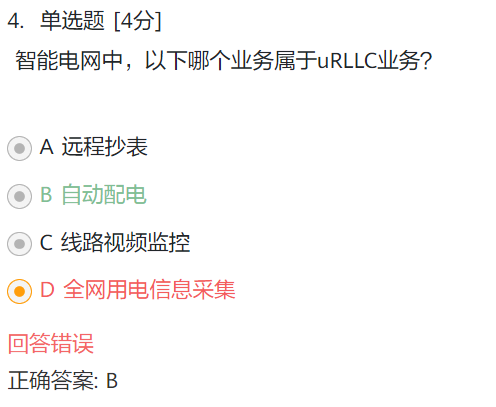 4. 单选题 [4分]
智能电网中，以下哪个业务属于uRLLC业务？
A 远程抄表
B 自动配电
C 线路视频监控
D 全网用电信息采集
回答错误
正确答案: B